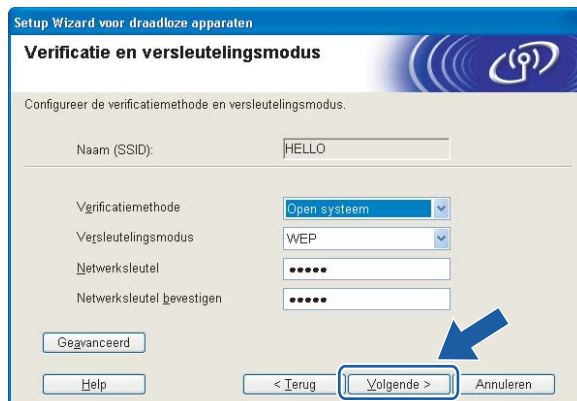 Setup Wizard voor draadloze apparaten
Verificatie en versleutelingsmodus
Configureer de verificatiemethode en versleutelingsmodus.
Naam (SSID): HELLO
Verificatiemethode Open systeem
Versleutelingsmodus WEP
Netwerksleutel •••••
Netwerksleutel bevestigen •••••
Geavanceerd
Help < Terug Volgende > Annuleren